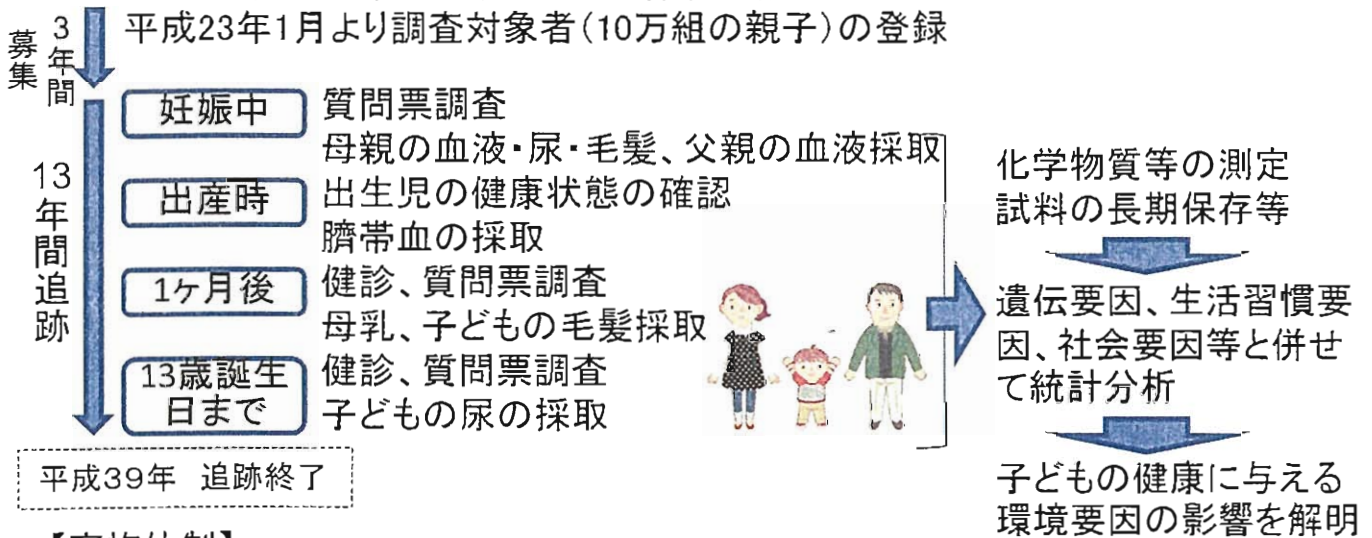 3年間
募集
平成23年1月より調査対象者(10万組の親子)の登録
13年間追跡
妊娠中
質問票調査
母親の血液・尿・毛髪、父親の血液採取
出産時
出生児の健康状態の確認
臍帯血の採取
1ヶ月後
健診、質問票調査
母乳、子どもの毛髪採取
13歳誕生
日まで
健診、質問票調査
子どもの尿の採取
平成39年 追跡終了
化学物質等の測定
試料の長期保存等
遺伝要因、生活習慣要
因、社会要因等と併せ
て統計分析
子どもの健康に与える
環境要因の影響を解明